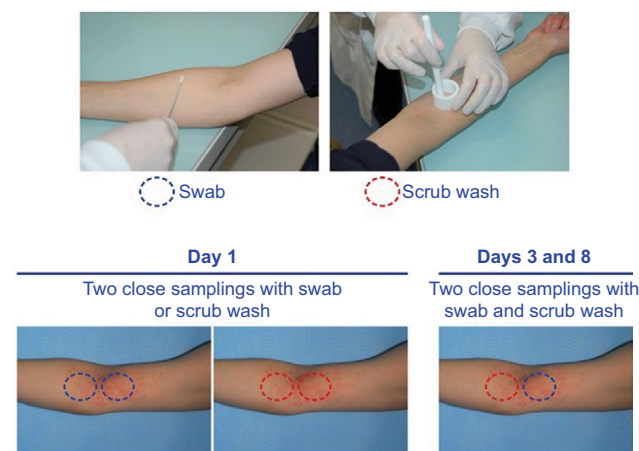 Swab
Scrub wash
Day 1
Two close samplings with swab
or scrub wash
Days 3 and 8
Two close samplings with
swab and scrub wash